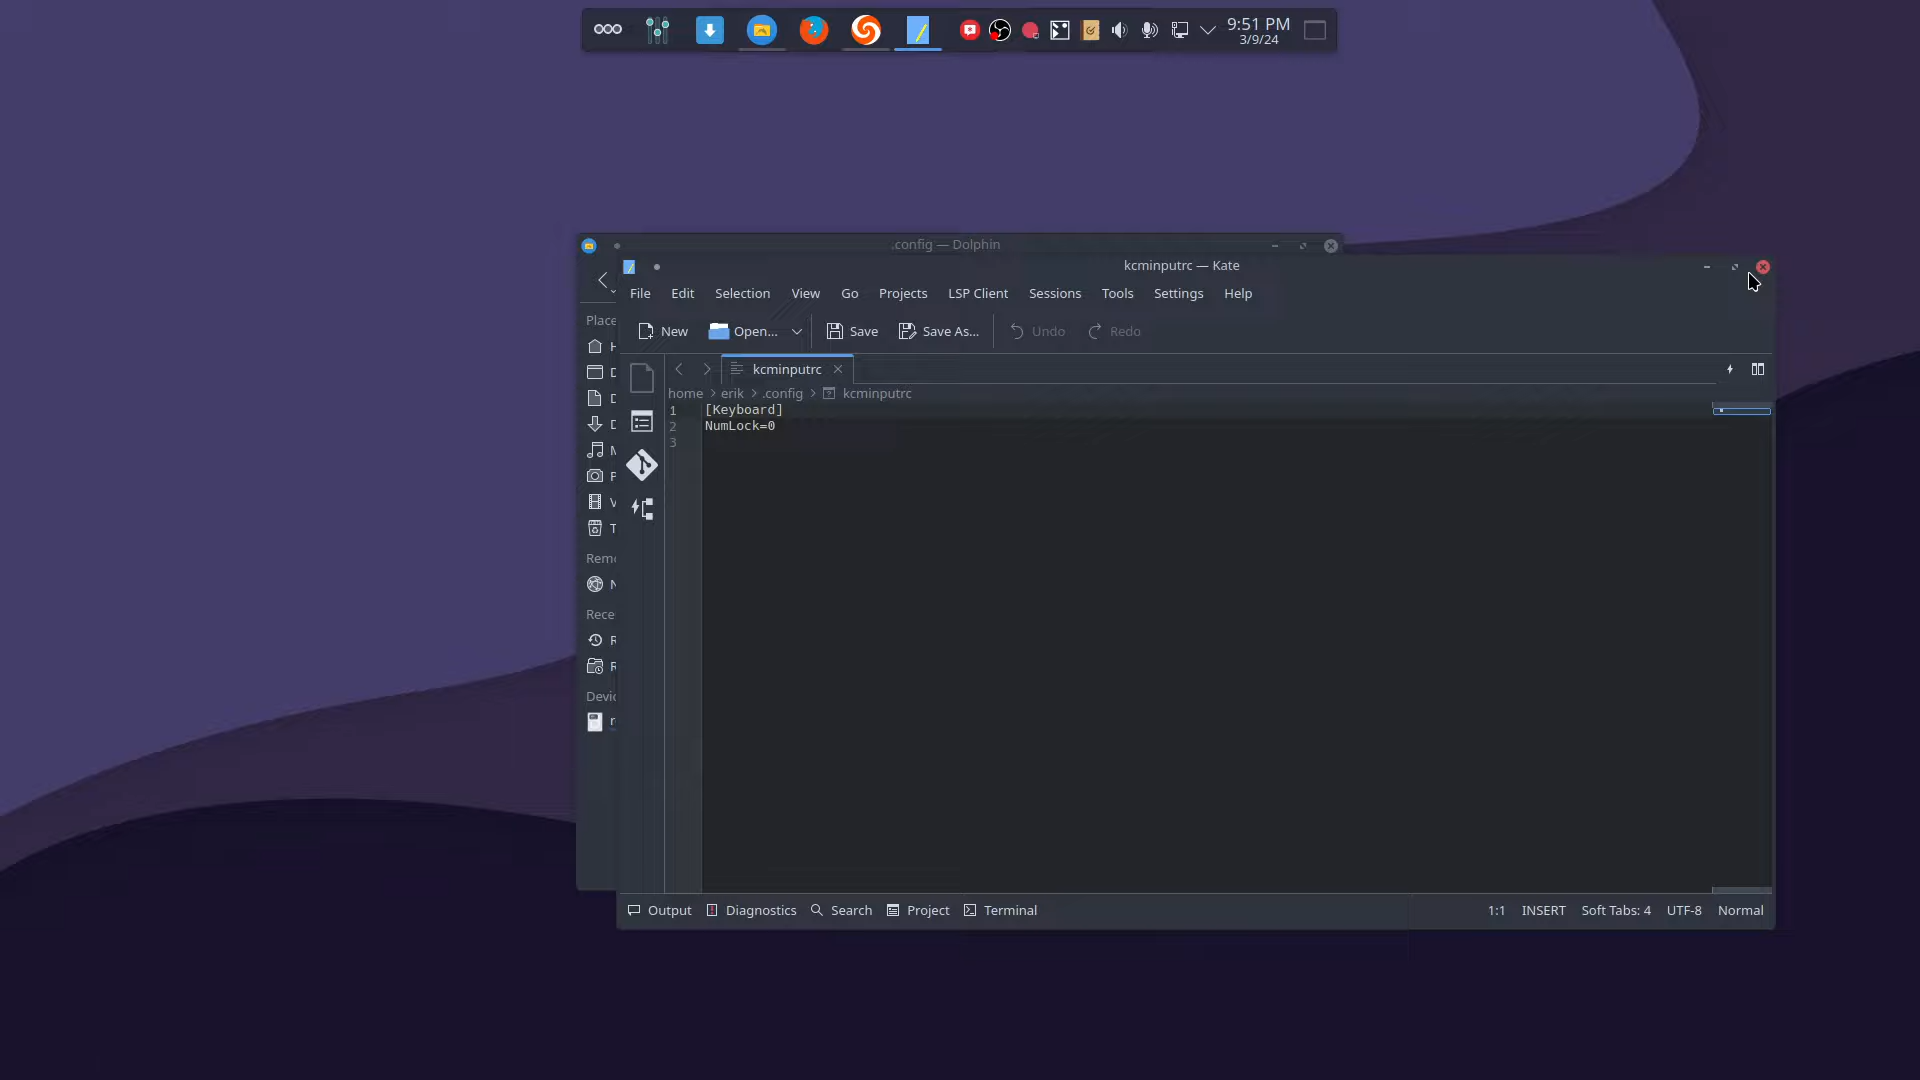 9:51 PM
3/9/24
.config — Dolphin
kcminputrc — Kate
File Edit Selection View Go Projects LSP Client Sessions Tools Settings Help
New Open... Save Save As... Undo Redo
kcminputrc
home > erik > .config > kcminputrc
1 [Keyboard]
2 NumLock=0
3
Place
H
D
D
D
M
P
V
T
Remo
N
Rece
R
R
Devic
r
Output Diagnostics Search Project Terminal 1:1 INSERT Soft Tabs: 4 UTF-8 Normal